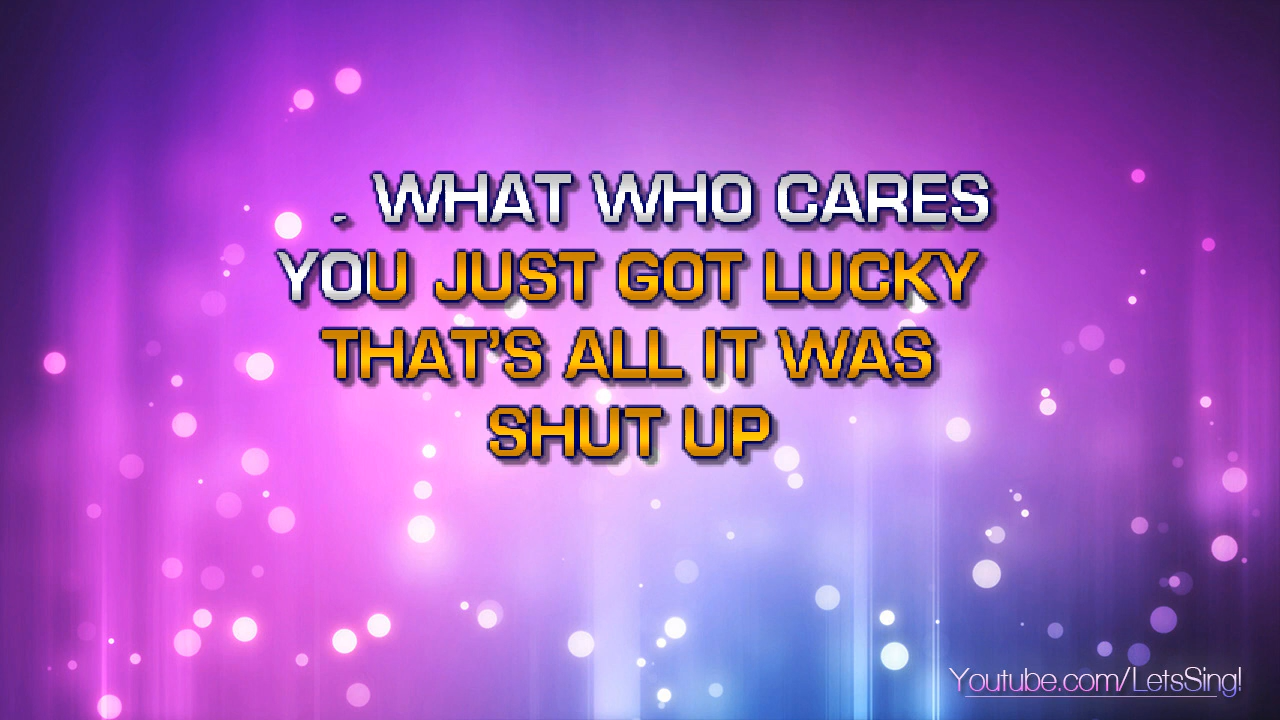 . WHAT WHO CARES
YOU JUST GOT LUCKY
THAT'S ALL IT WAS
SHUT UP
Youtube.com/LetsSing!